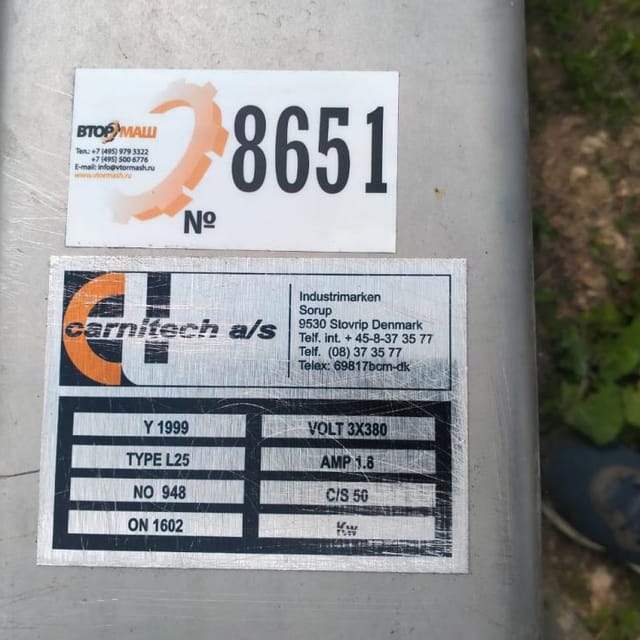 ВТОРМАШ
Тел.: +7 (495) 979 3322
+7 (495) 500 6776
E-mail: info@vtormash.ru
www.vtormash.ru
№ 8651
carnitech a/s
Industrimarken
Sorup
9530 Stovrip Denmark
Telf. int. + 45-8-37 35 77
Telf. (08) 37 35 77
Telex: 69817bcm-dk
Y 1999
VOLT 3X380
TYPE L25
AMP 1.8
NO 948
C/S 50
ON 1602
Kw